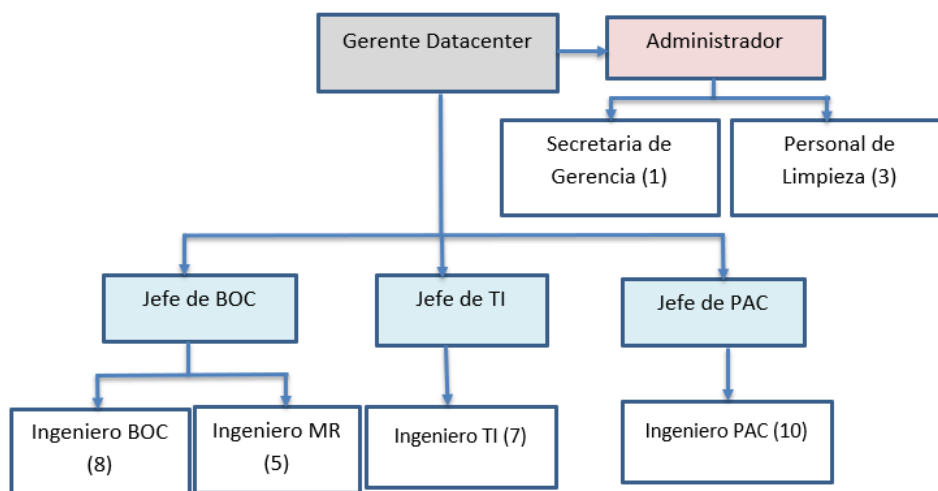 Gerente Datacenter
Administrador
Secretaria de
Gerencia (1)
Personal de
Limpieza (3)
Jefe de BOC
Jefe de TI
Jefe de PAC
Ingeniero BOC
(8)
Ingeniero MR
(5)
Ingeniero TI (7)
Ingeniero PAC (10)